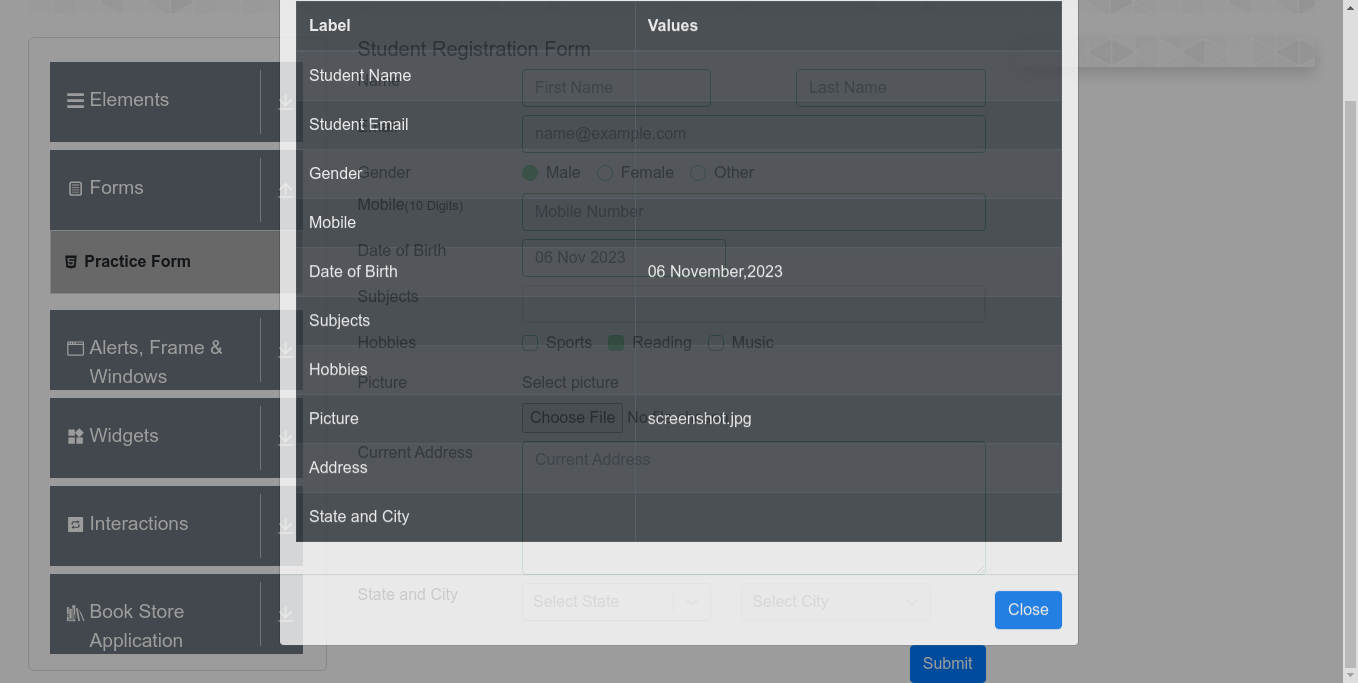 Label Values
Student Registration Form
Student Name
Name First Name Last Name
Elements
Student Email
name@example.com
Gender Gender Male Female Other
Forms
Mobile(10 Digits) Mobile Number
Mobile
Date of Birth 06 Nov 2023
Practice Form
Date of Birth 06 November,2023
Subjects
Subjects
Hobbies Sports Reading Music
Alerts, Frame &
Windows
Hobbies
Picture Select picture
Picture Choose File screenshot.jpg
Widgets
Current Address Current Address
Address
State and City
Interactions
State and City Select State Select City
Book Store
Application
Close
Submit